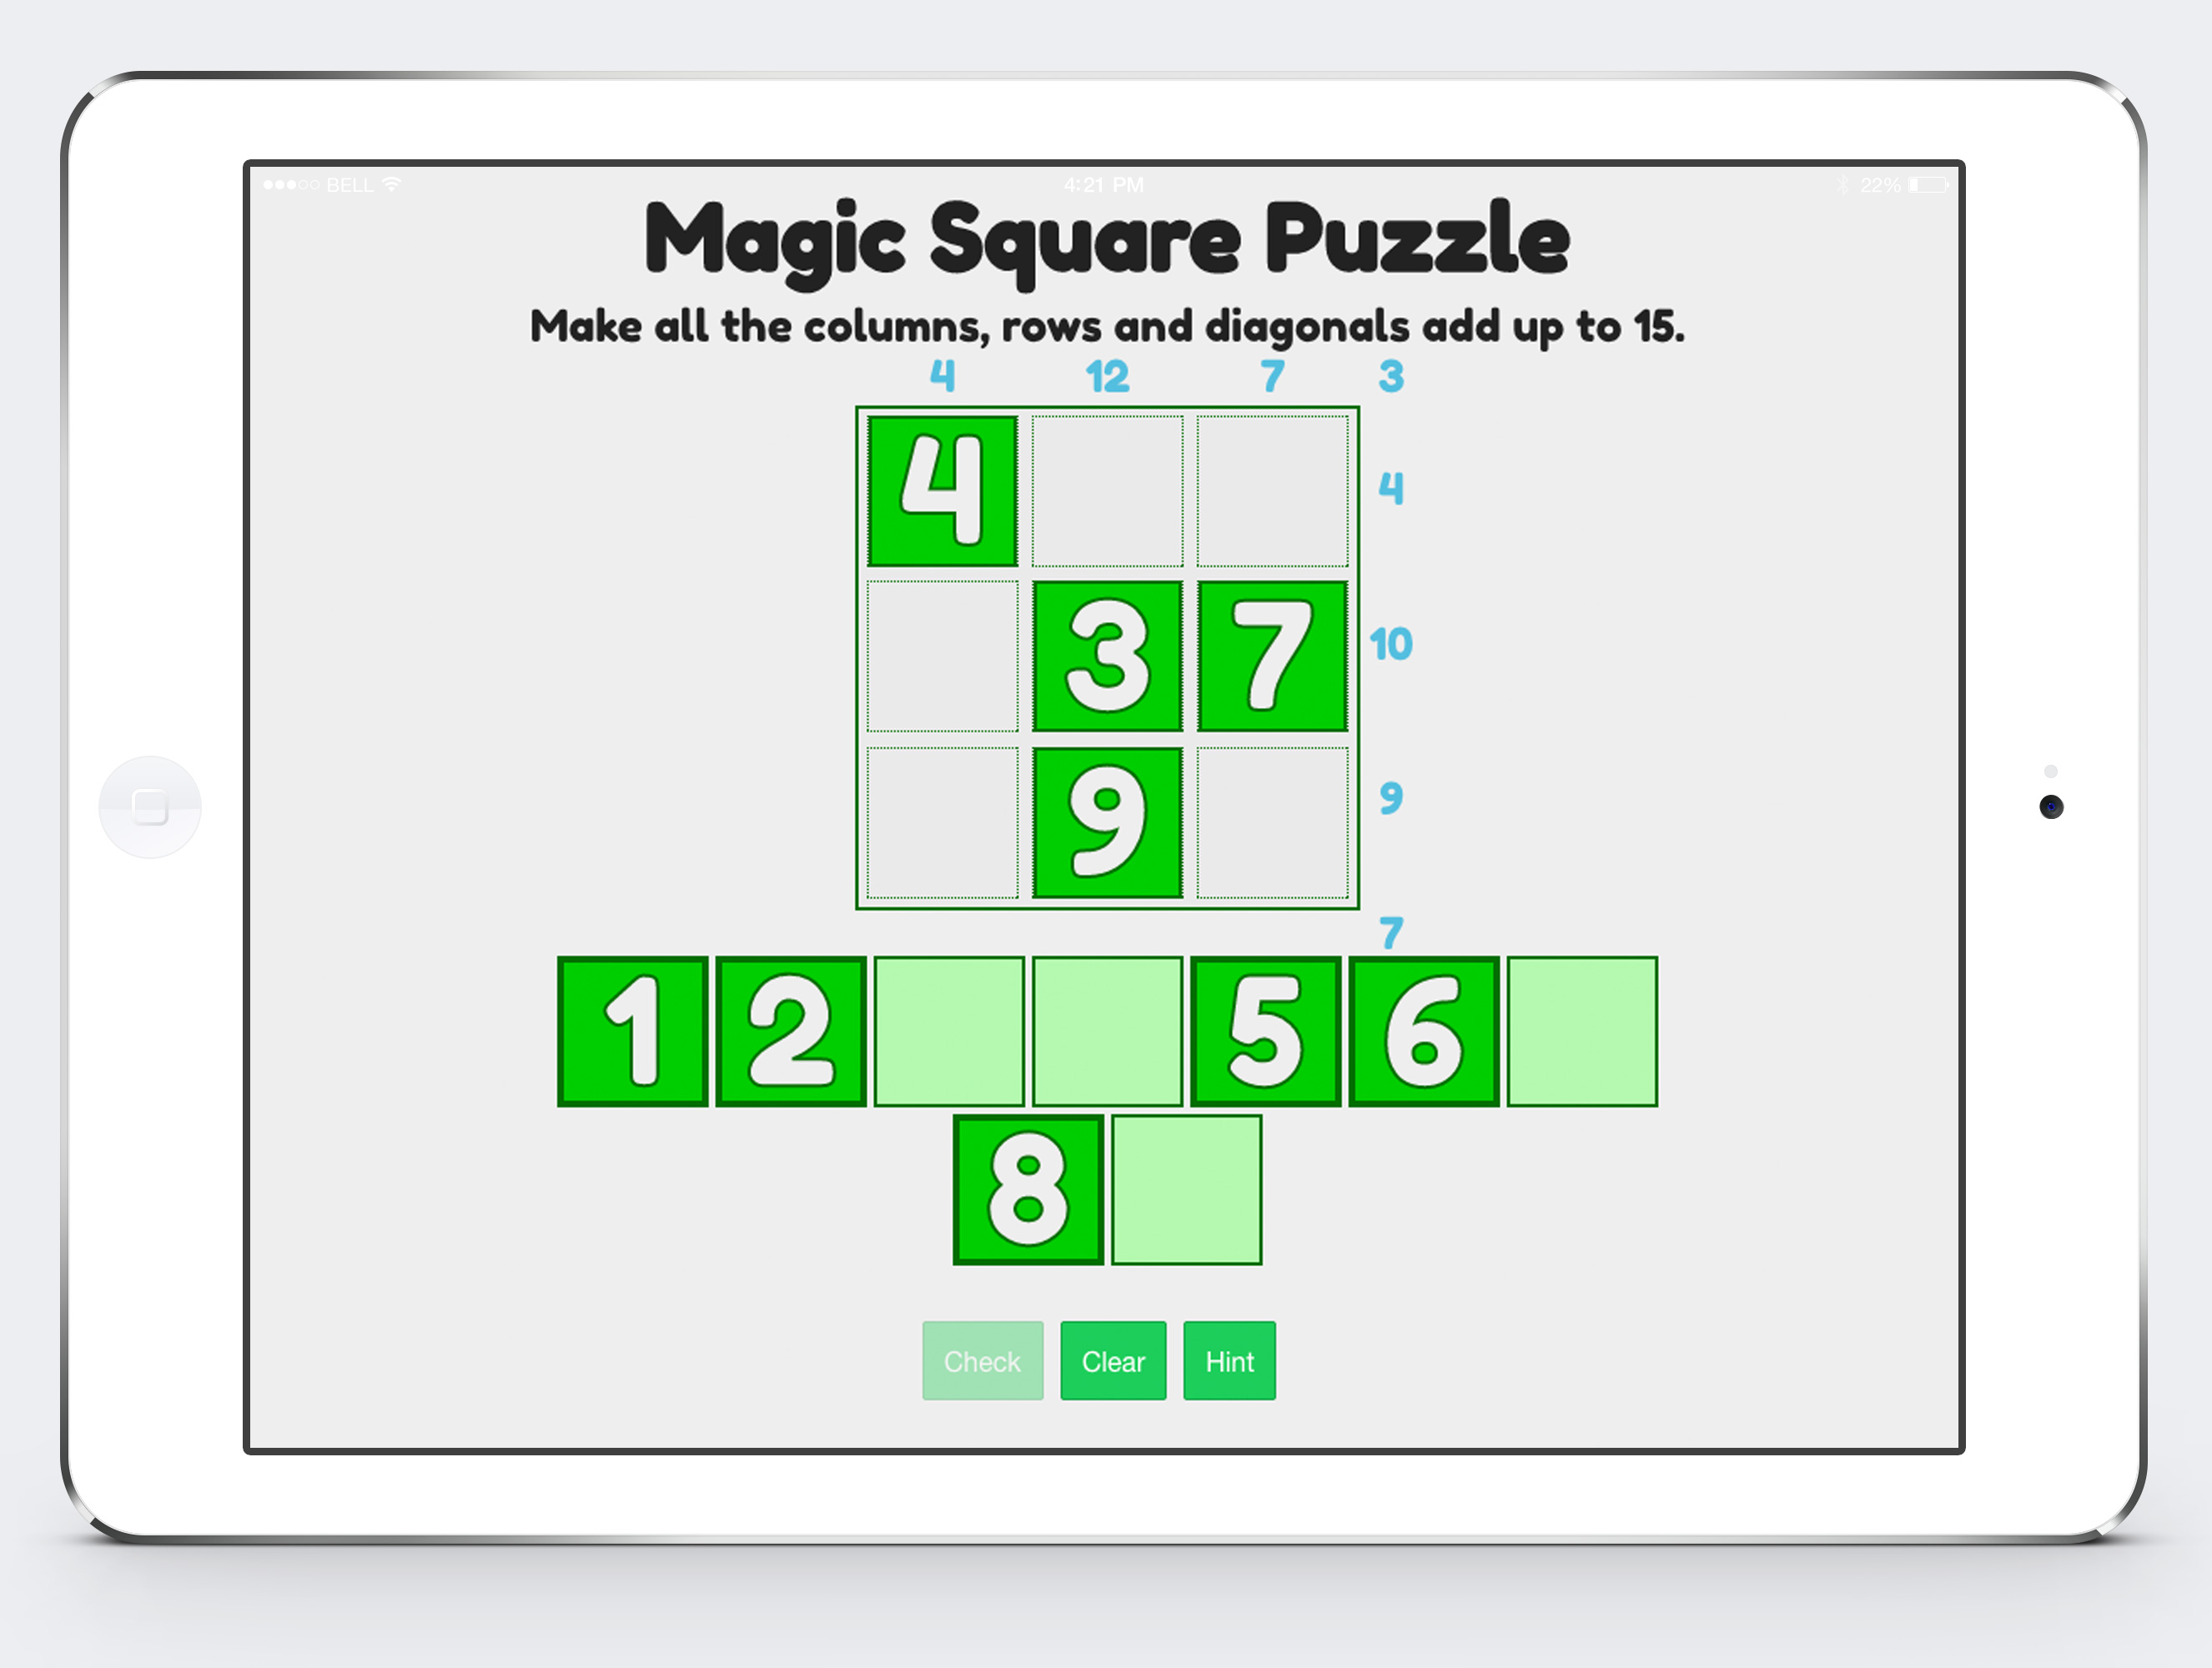 BELL 4:21 PM 22%
Magic Square Puzzle
Make all the columns, rows and diagonals add up to 15.
4 12 7 3
4 4
3 7 10
9 9
7
1 2 5 6
8
Check Clear Hint